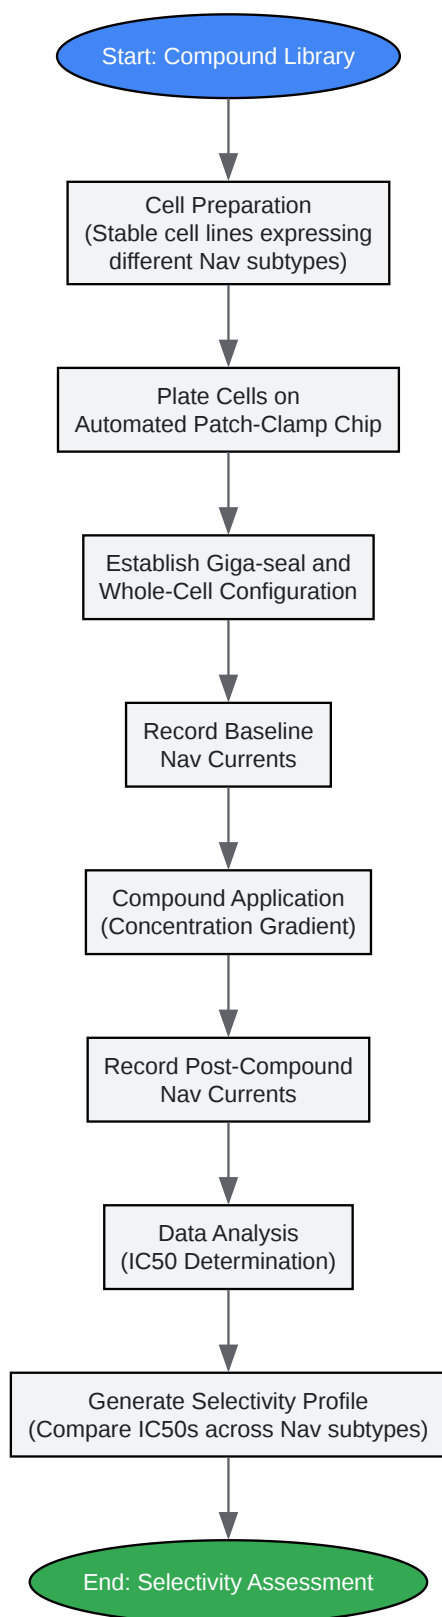 Start: Compound Library
Cell Preparation
(Stable cell lines expressing
different Nav subtypes)
Plate Cells on
Automated Patch-Clamp Chip
Establish Giga-seal and
Whole-Cell Configuration
Record Baseline
Nav Currents
Compound Application
(Concentration Gradient)
Record Post-Compound
Nav Currents
Data Analysis
(IC50 Determination)
Generate Selectivity Profile
(Compare IC50s across Nav subtypes)
End: Selectivity Assessment